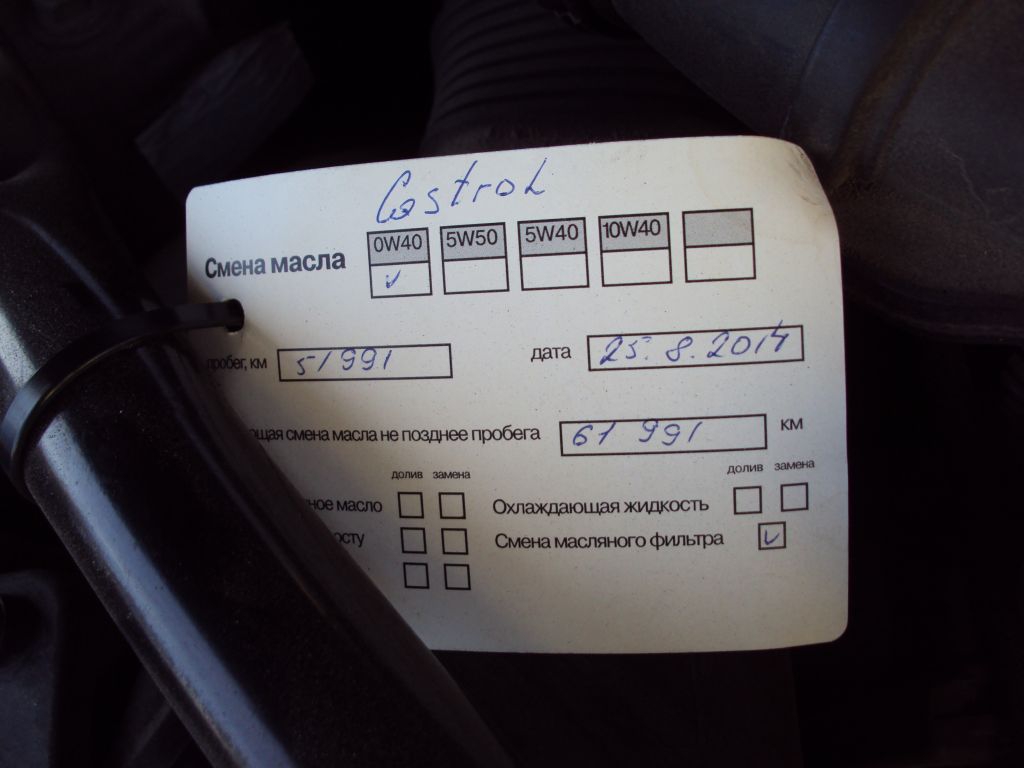 Castrol
0W40 5W50 5W40 10W40
Смена масла
пробег, км 51991 дата 25.8.2014
ющая смена масла не позднее пробега 61 991 км
долив замена долив замена
ное масло Охлаждающая жидкость
осту Смена масляного фильтра